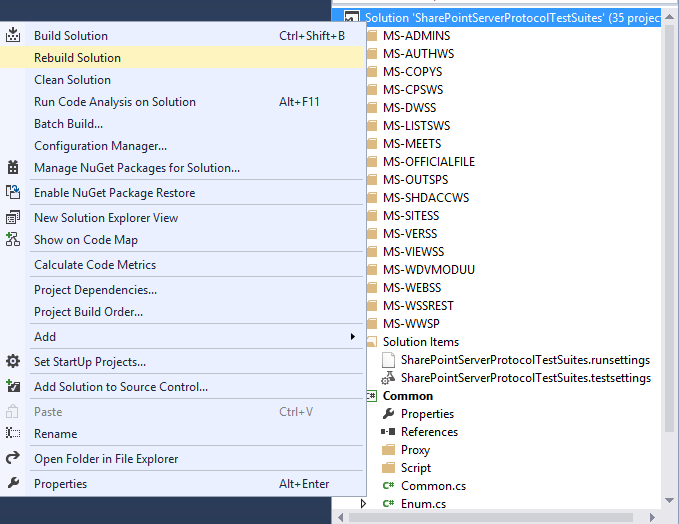 Build Solution Ctrl+Shift+B
Rebuild Solution
Clean Solution
Run Code Analysis on Solution Alt+F11
Batch Build...
Configuration Manager...
Manage NuGet Packages for Solution...
Enable NuGet Package Restore
New Solution Explorer View
Show on Code Map
Calculate Code Metrics
Project Dependencies...
Project Build Order...
Add
Set StartUp Projects...
Add Solution to Source Control...
Paste Ctrl+V
Rename
Open Folder in File Explorer
Properties Alt+Enter
Solution 'SharePointServerProtocolTestSuites' (35 projec
MS-ADMINS
MS-AUTHWS
MS-COPYS
MS-CPSWS
MS-DWSS
MS-LISTSWS
MS-MEETS
MS-OFFICIALFILE
MS-OUTSPS
MS-SHDACCWS
MS-SITESS
MS-VERSS
MS-VIEWSS
MS-WDVMODUU
MS-WEBSS
MS-WSSREST
MS-WWSP
Solution Items
SharePointServerProtocolTestSuites.runsettings
SharePointServerProtocolTestSuites.testsettings
C# Common
Properties
References
Proxy
Script
C# Common.cs
C# Enum.cs